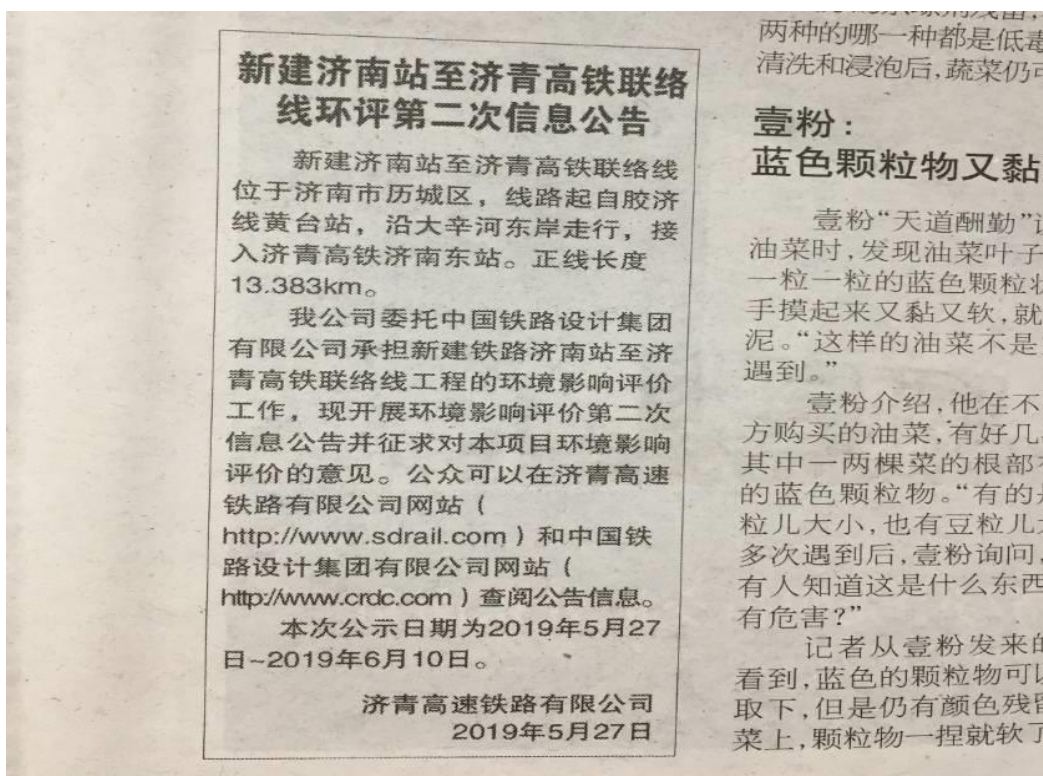 新建济南站至济青高铁联络
线环评第二次信息公告
新建济南站至济青高铁联络线
位于济南市历城区，线路起自胶济
线黄台站，沿大辛河东岸走行，接
入济青高铁济南东站。正线长度
13.383km。
我公司委托中国铁路设计集团
有限公司承担新建铁路济南站至济
青高铁联络线工程的环境影响评价
工作，现开展环境影响评价第二次
信息公告并征求对本项目环境影响
评价的意见。公众可以在济青高速
铁路有限公司网站（
http://www.sdrail.com）和中国铁
路设计集团有限公司网站（
http://www.crdc.com）查阅公告信息。
本次公示日期为2019年5月27
日~2019年6月10日。
济青高速铁路有限公司
2019年5月27日
两种的哪一种都是低毒
清洗和浸泡后，蔬菜仍可
壹粉：
蓝色颗粒物又黏
壹粉“天道酬勤”
油菜时，发现油菜叶子
一粒一粒的蓝色颗粒状
手摸起来又黏又软，就
泥。“这样的油菜不是
遇到。”
壹粉介绍，他在不
方购买的油菜，有好几
其中一两棵菜的根部
的蓝色颗粒物。“有的
粒儿大小，也有豆粒儿
多次遇到后，壹粉询问，
有人知道这是什么东西
有危害？”
记者从壹粉发来的
看到，蓝色的颗粒物可以
取下，但是仍有颜色残留
菜上，颗粒物一捏就软了